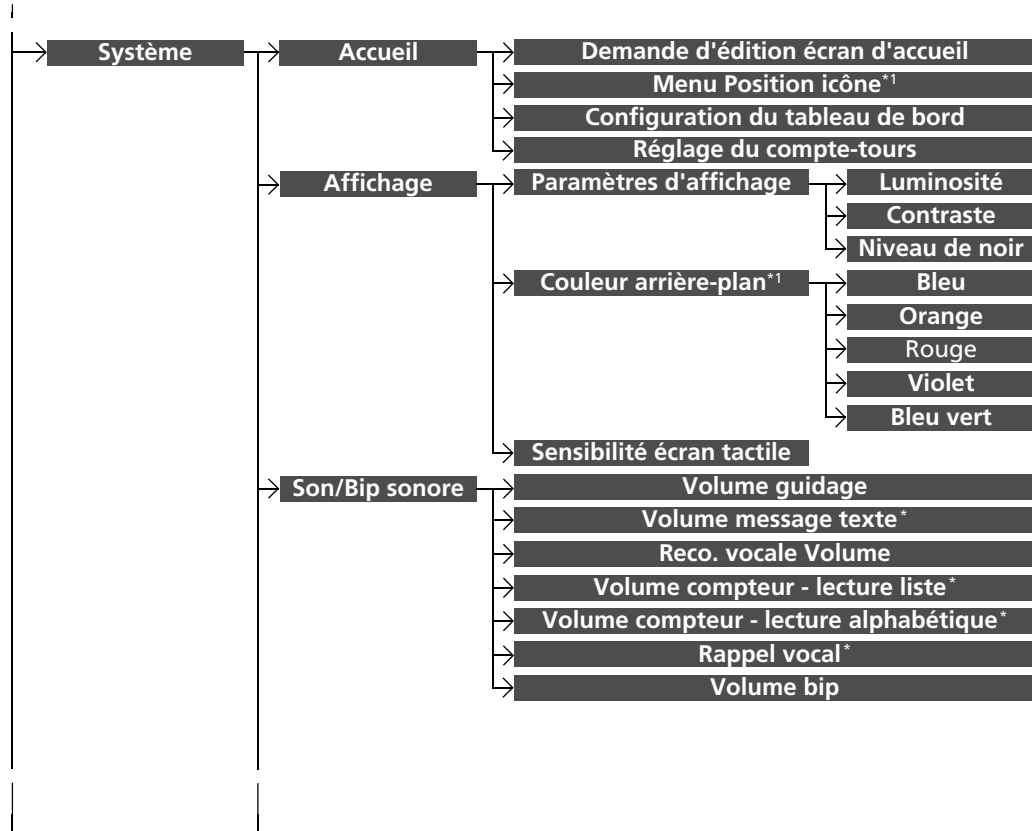 Système
Accueil
Demande d'édition écran d'accueil
Menu Position icône*1
Configuration du tableau de bord
Réglage du compte-tours
Affichage
Paramètres d'affichage
Luminosité
Contraste
Niveau de noir
Couleur arrière-plan*1
Bleu
Orange
Rouge
Violet
Bleu vert
Sensibilité écran tactile
Son/Bip sonore
Volume guidage
Volume message texte*
Reco. vocale Volume
Volume compteur - lecture liste*
Volume compteur - lecture alphabétique*
Rappel vocal*
Volume bip